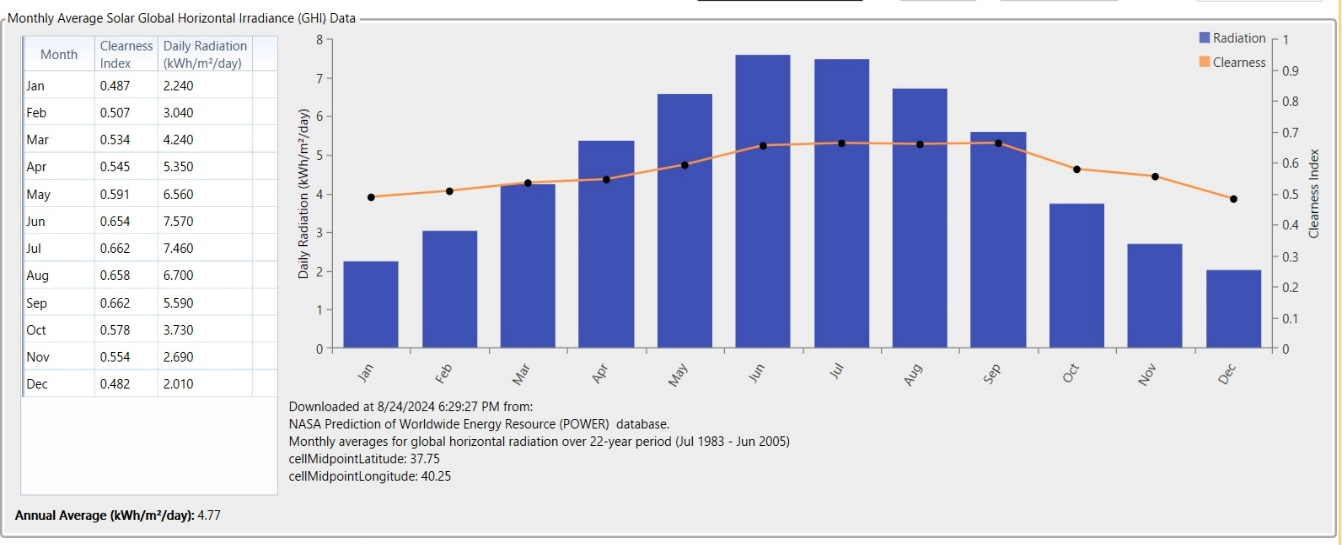 Monthly Average Solar Global Horizontal Irradiance (GHI) Data
Month Clearness Index Daily Radiation (kWh/m²/day)
Jan 0.487 2.240
Feb 0.507 3.040
Mar 0.534 4.240
Apr 0.545 5.350
May 0.591 6.560
Jun 0.654 7.570
Jul 0.662 7.460
Aug 0.658 6.700
Sep 0.662 5.590
Oct 0.578 3.730
Nov 0.554 2.690
Dec 0.482 2.010
Daily Radiation (kWh/m²/day)
8
7
6
5
4
3
2
1
0
Radiation
Clearness
1
0.9
0.8
0.7
0.6
0.5
0.4
0.3
0.2
0.1
0
Clearness Index
Jan Feb Mar Apr May Jun Jul Aug Sep Oct Nov Dec
Downloaded at 8/24/2024 6:29:27 PM from:
NASA Prediction of Worldwide Energy Resource (POWER) database.
Monthly averages for global horizontal radiation over 22-year period (Jul 1983 - Jun 2005)
cellMidpointLatitude: 37.75
cellMidpointLongitude: 40.25
Annual Average (kWh/m²/day): 4.77